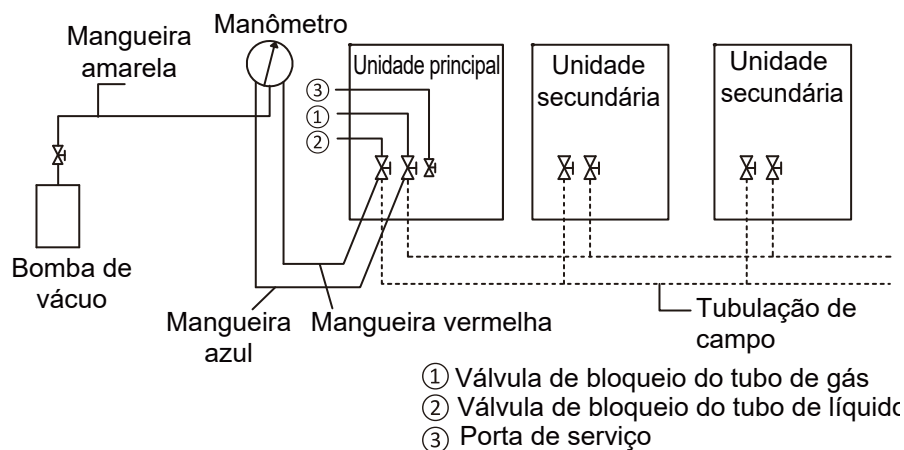 Manômetro
Mangueira
amarela
Unidade principal
Unidade
secundária
Unidade
secundária
③
①
②
Bomba de
vácuo
Mangueira
azul
Mangueira vermelha
Tubulação de
campo
① Válvula de bloqueio do tubo de gás
② Válvula de bloqueio do tubo de líquido
③ Porta de serviço